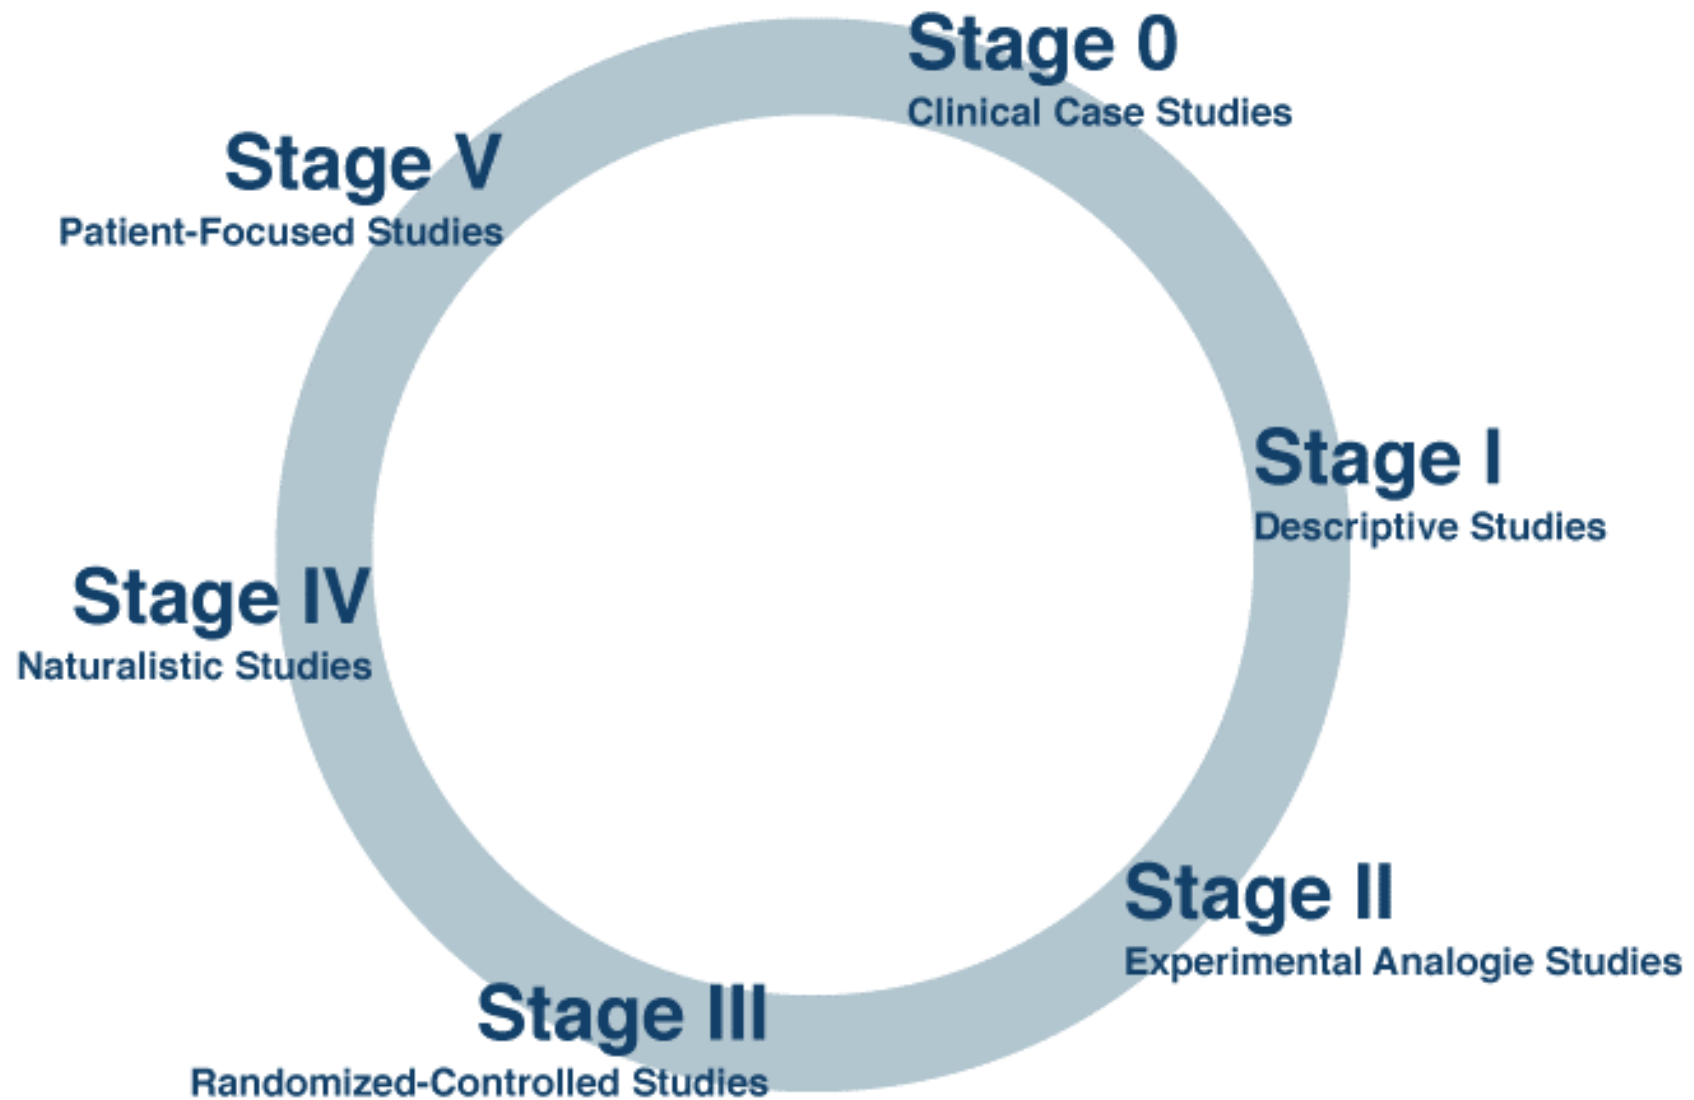 Stage 0
Clinical Case Studies
Stage I
Descriptive Studies
Stage II
Experimental Analogie Studies
Stage III
Randomized-Controlled Studies
Stage IV
Naturalistic Studies
Stage V
Patient-Focused Studies